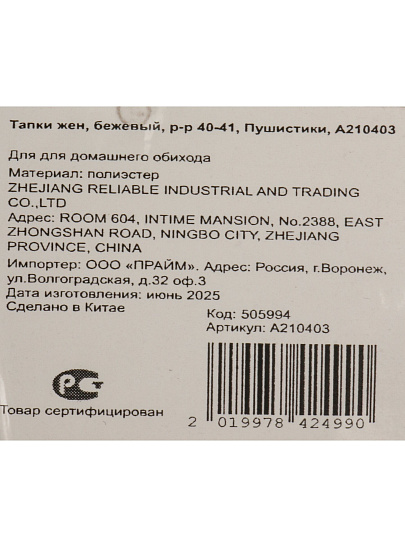 Тапки жен, бежевый, р-р 40-41, Пушистики, А210403
Для для домашнего обихода
Материал: полиэстер
ZHEJIANG RELIABLE INDUSTRIAL AND TRADING
CO.,LTD
Адрес: ROOM 604, INTIME MANSION, No.2388, EAST
ZHONGSHAN ROAD, NINGBO CITY, ZHEJIANG
PROVINCE, CHINA
Импортер: ООО «ПРАЙМ». Адрес: Россия, г.Воронеж,
ул.Волгоградская, д.32 оф.3
Дата изготовления: июнь 2025
Сделано в Китае
Код: 505994
Артикул: А210403
РСТ
Товар сертифицирован
2 019978 424990